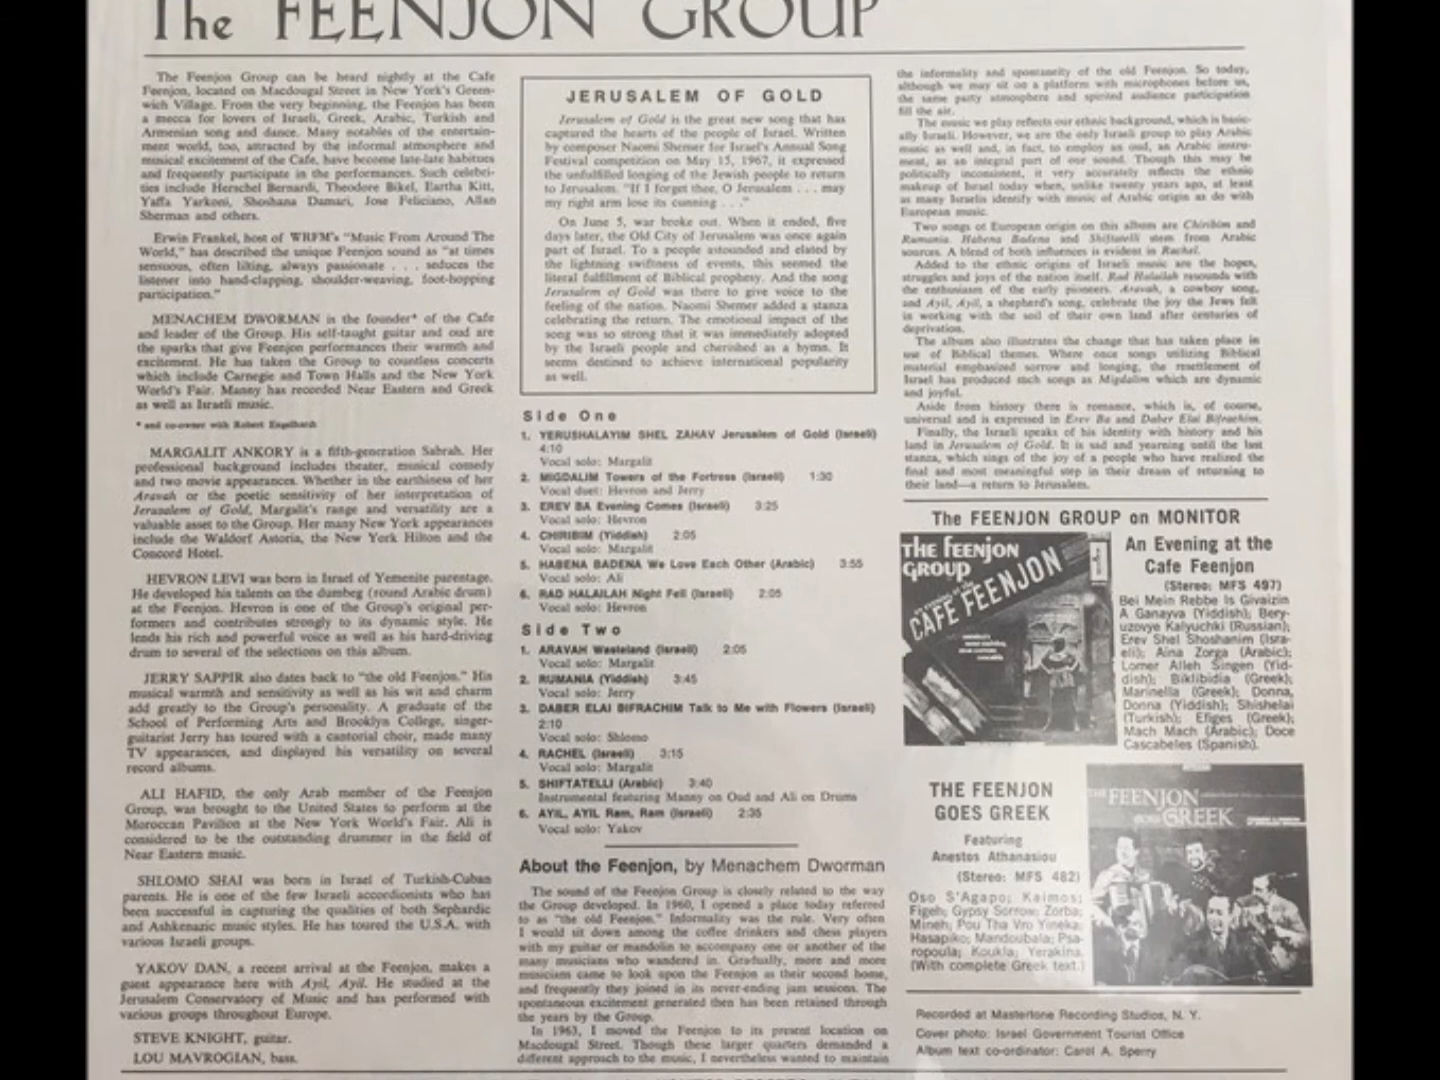 The FEENJON GROUP
The Feenjon Group can be heard nightly at the Cafe
Feenjon, located on Macdougal Street in New York's Green-
wich Village. From the very beginning, the Feenjon has been
a mecca for lovers of Israeli, Greek, Arabic, Turkish and
Armenian song and dance. Many notables of the entertain-
ment world, too, attracted by the informal atmosphere and
musical excitement of the Cafe, have become late-late habitues
and frequently participate in the performances. Such celebri-
ties include Herschel Bernardi, Theodore Bikel, Eartha Kitt,
Yaffa Yarkoni, Shoshana Damari, Jose Feliciano, Allan
Sherman and others.
Erwin Frankel, host of WRFM's "Music From Around The
World," has described the unique Feenjon sound as "at times
sensuous, often lilting, always passionate . . . seduces the
listener into hand-clapping, shoulder-weaving, foot-hopping
participation."
MENACHEM DWORMAN is the founder* of the Cafe
and leader of the Group. His self-taught guitar and oud are
the sparks that give Feenjon performances their warmth and
excitement. He has taken the Group to countless concerts
which include Carnegie and Town Halls and the New York
World's Fair. Manny has recorded Near Eastern and Greek
as well as Israeli music.
* and co-owner with Robert Engelhardt
MARGALIT ANKORY is a fifth-generation Sabrah. Her
professional background includes theater, musical comedy
and two movie appearances. Whether in the earthiness of her
Aravah or the poetic sensitivity of her interpretation of
Jerusalem of Gold, Margalit's range and versatility are a
valuable asset to the Group. Her many New York appearances
include the Waldorf Astoria, the New York Hilton and the
Concord Hotel.
HEVRON LEVI was born in Israel of Yemenite parentage.
He developed his talents on the dumbeg (round Arabic drum)
at the Feenjon. Hevron is one of the Group's original per-
formers and contributes strongly to its dynamic style. He
lends his rich and powerful voice as well as his hard-driving
drum to several of the selections on this album.
JERRY SAPPIR also dates back to "the old Feenjon." His
musical warmth and sensitivity as well as his wit and charm
add greatly to the Group's personality. A graduate of the
School of Performing Arts and Brooklyn College, singer-
guitarist Jerry has toured with a cantorial choir, made many
TV appearances, and displayed his versatility on several
record albums.
ALI HAFID, the only Arab member of the Feenjon
Group, was brought to the United States to perform at the
Moroccan Pavilion at the New York World's Fair. Ali is
considered to be the outstanding drummer in the field of
Near Eastern music.
SHLOMO SHAI was born in Israel of Turkish-Cuban
parents. He is one of the few Israeli accordionists who has
been successful in capturing the qualities of both Sephardic
and Ashkenazic music styles. He has toured the U.S.A. with
various Israeli groups.
YAKOV DAN, a recent arrival at the Feenjon, makes a
guest appearance here with Ayil, Ayil. He studied at the
Jerusalem Conservatory of Music and has performed with
various groups throughout Europe.
STEVE KNIGHT, guitar.
LOU MAVROGIAN, bass.
JERUSALEM OF GOLD
Jerusalem of Gold is the great new song that has
captured the hearts of the people of Israel. Written
by composer Naomi Shemer for Israel's Annual Song
Festival competition on May 15, 1967, it expressed
the unfulfilled longing of the Jewish people to return
to Jerusalem. "If I forget thee, O Jerusalem . . . may
my right arm lose its cunning . . ."
On June 5, war broke out. When it ended, five
days later, the Old City of Jerusalem was once again
part of Israel. To a people astounded and elated by
the lightning swiftness of events, this seemed the
literal fulfillment of Biblical prophesy. And the song
Jerusalem of Gold was there to give voice to the
feeling of the nation. Naomi Shemer added a stanza
celebrating the return. The emotional impact of the
song was so strong that it was immediately adopted
by the Israeli people and cherished as a hymn. It
seems destined to achieve international popularity
as well.
Side One
1. YERUSHALAYIM SHEL ZAHAV Jerusalem of Gold (Israeli)
4:10
Vocal solo: Margalit
2. MIGDALIM Towers of the Fortress (Israeli) 1:30
Vocal duet: Hevron and Jerry
3. EREV BA Evening Comes (Israeli) 3:25
Vocal solo: Hevron
4. CHIRIBIM (Yiddish) 2:05
Vocal solo: Margalit
5. HABENA BADENA We Love Each Other (Arabic) 3:55
Vocal solo: Ali
6. RAD HALAILAH Night Fell (Israeli) 2:05
Vocal solo: Hevron
Side Two
1. ARAVAH Wasteland (Israeli) 2:05
Vocal solo: Margalit
2. RUMANIA (Yiddish) 3:45
Vocal solo: Jerry
3. DABER ELAI BIFRACHIM Talk to Me with Flowers (Israeli)
2:10
Vocal solo: Shlomo
4. RACHEL (Israeli) 3:15
Vocal solo: Margalit
5. SHIFTATELLI (Arabic) 3:40
Instrumental featuring Manny on Oud and Ali on Drums
6. AYIL, AYIL Ram, Ram (Israeli) 2:35
Vocal solo: Yakov
About the Feenjon, by Menachem Dworman
The sound of the Feenjon Group is closely related to the way
the Group developed. In 1960, I opened a place today referred
to as "the old Feenjon." Informality was the rule. Very often
I would sit down among the coffee drinkers and chess players
with my guitar or mandolin to accompany one or another of the
many musicians who wandered in. Gradually, more and more
musicians came to look upon the Feenjon as their second home,
and frequently they joined in its never-ending jam sessions. The
spontaneous excitement generated then has been retained through
the years by the Group.
In 1963, I moved the Feenjon to its present location on
Macdougal Street. Though these larger quarters demanded a
different approach to the music, I nevertheless wanted to maintain
the informality and spontaneity of the old Feenjon. So today,
although we may sit on a platform with microphones before us,
the same party atmosphere and spirited audience participation
fill the air.
The music we play reflects our ethnic background, which is basic-
ally Israeli. However, we are the only Israeli group to play Arabic
music as well and, in fact, to employ an oud, an Arabic instru-
ment, as an integral part of our sound. Though this may be
politically inconsistent, it very accurately reflects the ethnic
makeup of Israel today when, unlike twenty years ago, at least
as many Israelis identify with music of Arabic origin as do with
European music.
Two songs of European origin on this album are Chiribim and
Rumania. Habena Badena and Shiftatelli stem from Arabic
sources. A blend of both influences is evident in Rachel.
Added to the ethnic origins of Israeli music are the hopes,
struggles and joys of the nation itself. Rad Halailah resounds with
the enthusiasm of the early pioneers. Aravah, a cowboy song,
and Ayil, Ayil, a shepherd's song, celebrate the joy the Jews felt
in working with the soil of their own land after centuries of
deprivation.
The album also illustrates the change that has taken place in
use of Biblical themes. Where once songs utilizing Biblical
material emphasized sorrow and longing, the resettlement of
Israel has produced such songs as Migdalim which are dynamic
and joyful.
Aside from history there is romance, which is, of course,
universal and is expressed in Erev Ba and Daber Elai Bifrachim.
Finally, the Israeli speaks of his identity with history and his
land in Jerusalem of Gold. It is sad and yearning until the last
stanza, which sings of the joy of a people who have realized the
final and most meaningful step in their dream of returning to
their land—a return to Jerusalem.
The FEENJON GROUP on MONITOR
THE FEENJON
GROUP
CAFE FEENJON
An Evening at the
Cafe Feenjon
(Stereo: MFS 497)
Bei Mein Rebbe Is Givaizin
A Ganayva (Yiddish); Bery-
uzovye Kalyuchki (Russian);
Erev Shel Shoshanim (Isra-
eli); Aina Zorga (Arabic);
Lomer Alleh Singen (Yid-
dish); Biklibidia (Greek);
Marinella (Greek); Donna,
Donna (Yiddish); Shishelai
(Turkish); Efiges (Greek);
Mach Mach (Arabic); Doce
Cascabeles (Spanish).
THE FEENJON
GOES GREEK
Featuring
Anestos Athanasiou
(Stereo: MFS 482)
Oso S'Agapo; Kaimos;
Figeh; Gypsy Sorrow; Zorba;
Mineh; Pou Tha Vro Yineka;
Hasapiko; Mandoubala; Psa-
ropoula; Koukla; Yerakina.
(With complete Greek text.)
THE FEENJON
GOES GREEK
Recorded at Mastertone Recording Studios, N. Y.
Cover photo: Israel Government Tourist Office
Album text co-ordinator: Carol A. Sperry